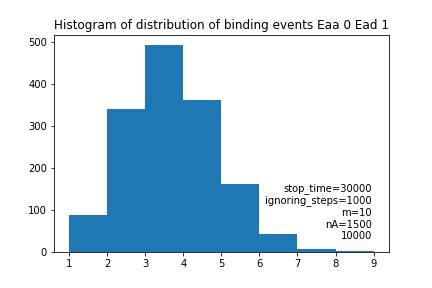 Histogram of distribution of binding events Eaa 0 Ead 1
500
400
300
200
100
0
stop_time=30000
ignoring_steps=1000
m=10
nA=1500
10000
1 2 3 4 5 6 7 8 9